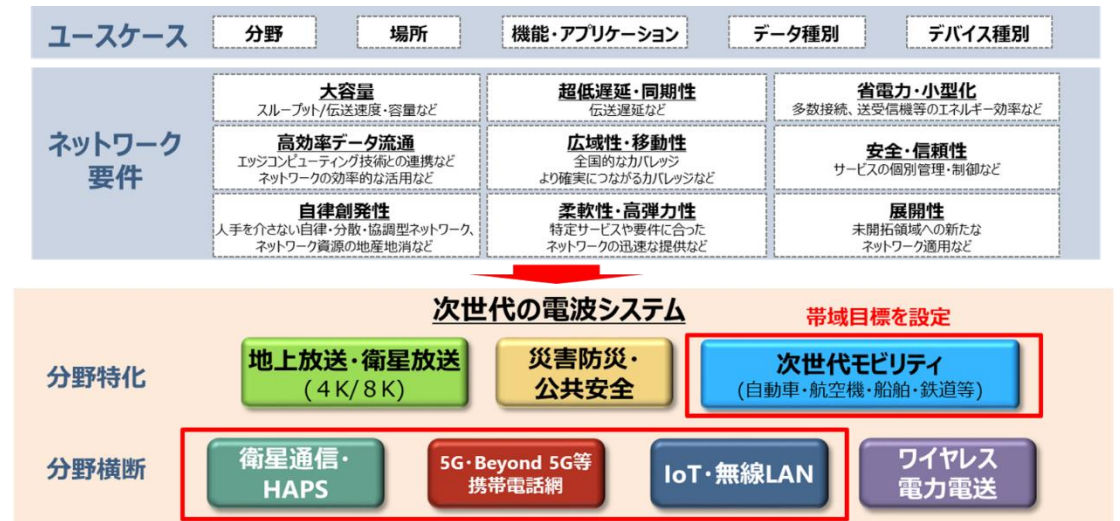 ユースケース
分野
場所
機能・アプリケーション
データ種別
デバイス種別
ネットワーク
要件
大容量
スループット/伝送速度・容量など
超低遅延・同期性
伝送遅延など
省電力・小型化
多数接続、送受信機等のエネルギー効率など
高効率データ流通
エッジコンピューティング技術との連携など
ネットワークの効率的な活用など
広域性・移動性
全国的なカバレッジ
より確実につながるカバレッジなど
安全・信頼性
サービスの個別管理・制御など
自律創発性
人手を介さない自律・分散・協調型ネットワーク、
ネットワーク資源の地産地消など
柔軟性・高弾力性
特定サービスや要件に合った
ネットワークの迅速な提供など
展開性
未開拓領域への新たな
ネットワーク適用など
次世代の電波システム
帯域目標を設定
分野特化
地上放送・衛星放送
(4K/8K)
災害防災・
公共安全
次世代モビリティ
(自動車・航空機・船舶・鉄道等)
分野横断
衛星通信・
HAPS
5G・Beyond 5G等
携帯電話網
IoT・無線LAN
ワイヤレス
電力電送